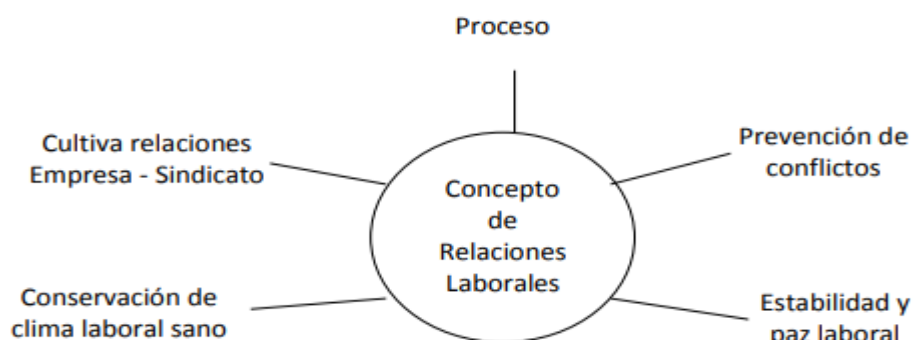 Proceso
Cultiva relaciones
Empresa - Sindicato
Prevención de
conflictos
Concepto
de
Relaciones
Laborales
Conservación de
clima laboral sano
Estabilidad y
paz laboral